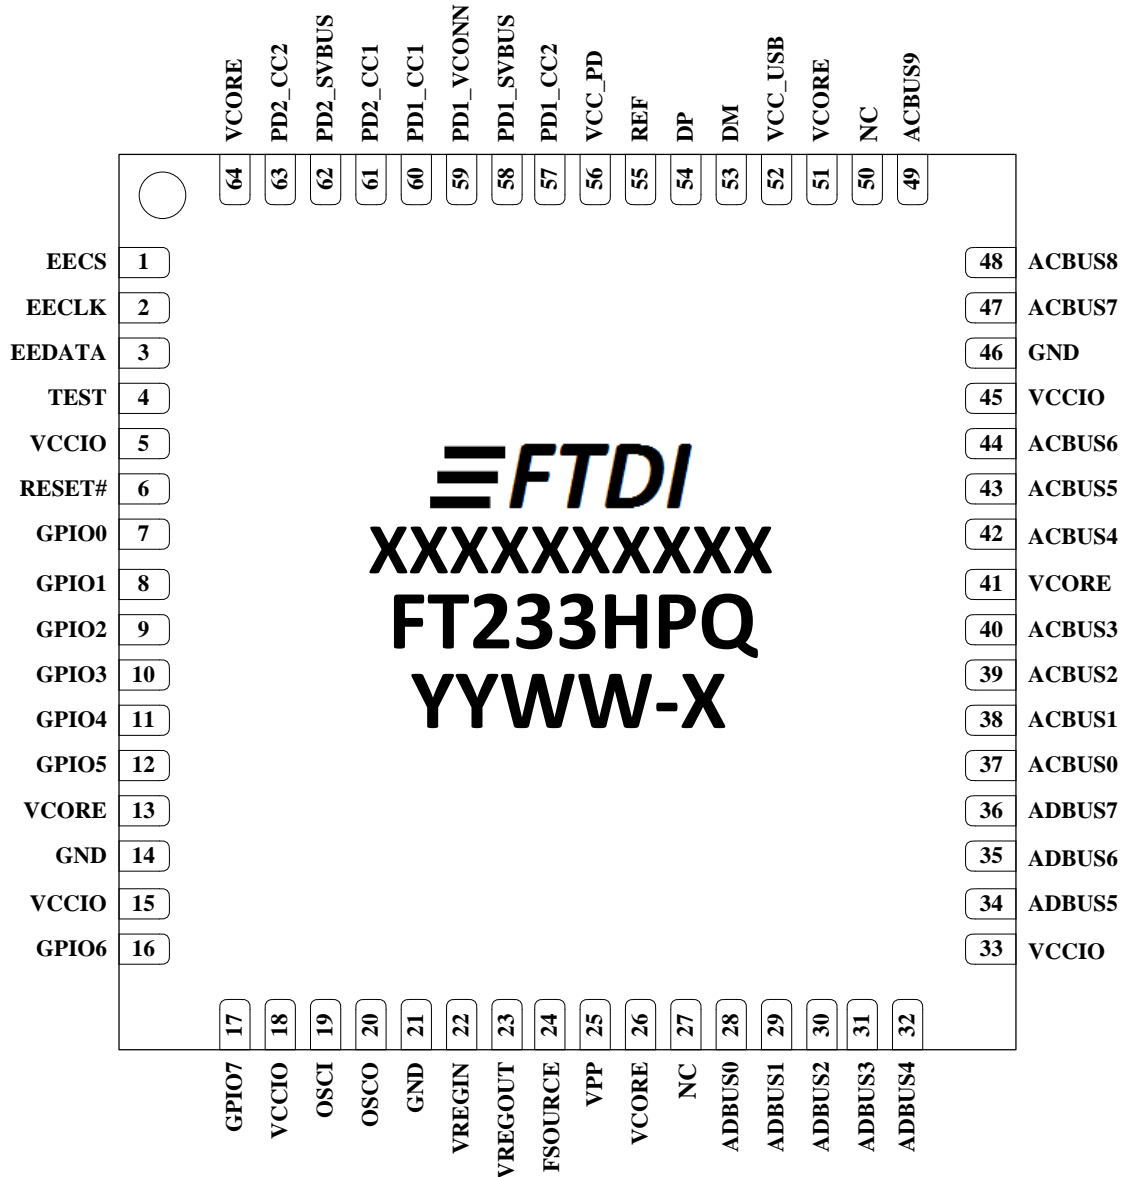 VCORE PD2_CC2 PD2_SVBUS PD2_CC1 PD1_CC1 PD1_VCONN PD1_SVBUS PD1_CC2 VCC_PD REF DP DM VCC_USB VCORE NC ACBUS9
64 63 62 61 60 59 58 57 56 55 54 53 52 51 50 49
EECS 1 48 ACBUS8
EECLK 2 47 ACBUS7
EEDATA 3 46 GND
TEST 4 45 VCCIO
VCCIO 5 44 ACBUS6
RESET# 6 43 ACBUS5
GPIO0 7 42 ACBUS4
GPIO1 8 41 VCORE
GPIO2 9 40 ACBUS3
GPIO3 10 39 ACBUS2
GPIO4 11 38 ACBUS1
GPIO5 12 37 ACBUS0
VCORE 13 36 ADBUS7
GND 14 35 ADBUS6
VCCIO 15 34 ADBUS5
GPIO6 16 33 VCCIO
FTDI
XXXXXXXXXX
FT233HPQ
YYWW-X
17 18 19 20 21 22 23 24 25 26 27 28 29 30 31 32
GPIO7 VCCIO OSCI OSCO GND VREGIN VREGOUT FSOURCE VPP VCORE NC ADBUS0 ADBUS1 ADBUS2 ADBUS3 ADBUS4